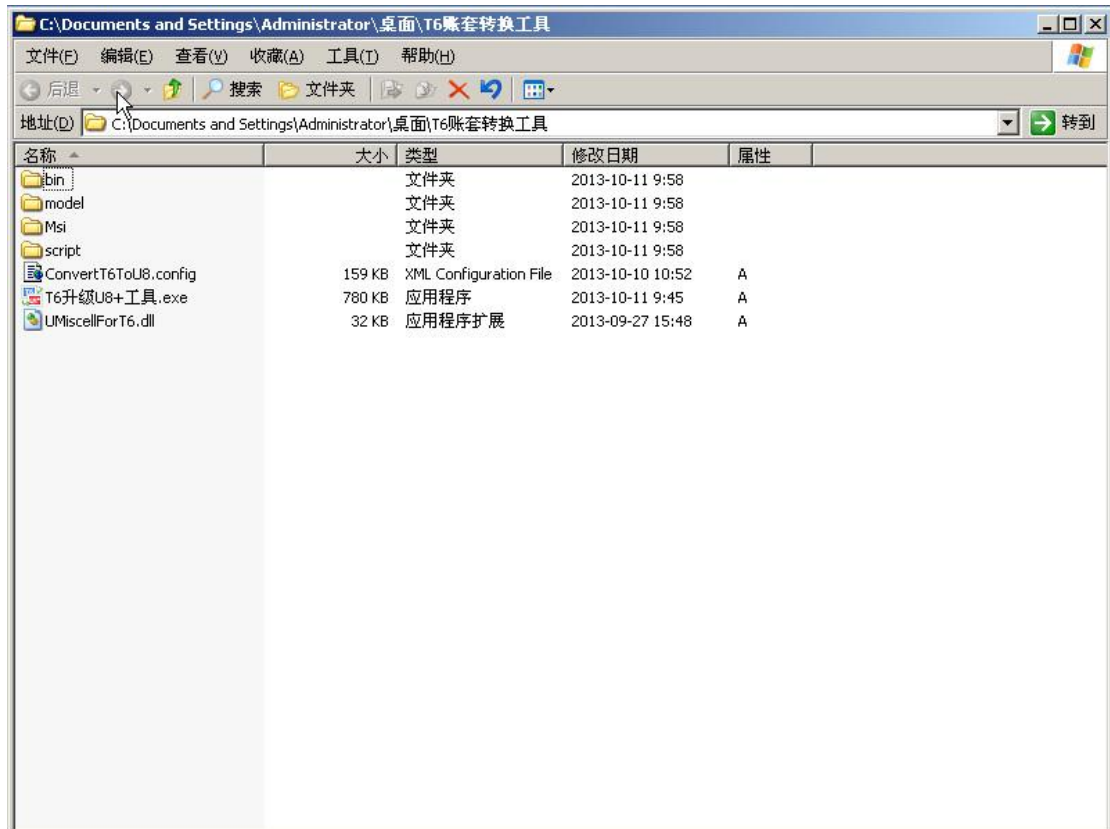 C:\Documents and Settings\Administrator\桌面\T6账套转换工具
文件(F) 编辑(E) 查看(V) 收藏(A) 工具(T) 帮助(H)
后退 搜索 文件夹
地址(D) C:\Documents and Settings\Administrator\桌面\T6账套转换工具 转到
名称 大小 类型 修改日期 属性
bin 文件夹 2013-10-11 9:58
model 文件夹 2013-10-11 9:58
Msi 文件夹 2013-10-11 9:58
script 文件夹 2013-10-11 9:58
ConvertT6ToU8.config 159 KB XML Configuration File 2013-10-10 10:52 A
T6升级U8+工具.exe 780 KB 应用程序 2013-10-11 9:45 A
UMiscellForT6.dll 32 KB 应用程序扩展 2013-09-27 15:48 A